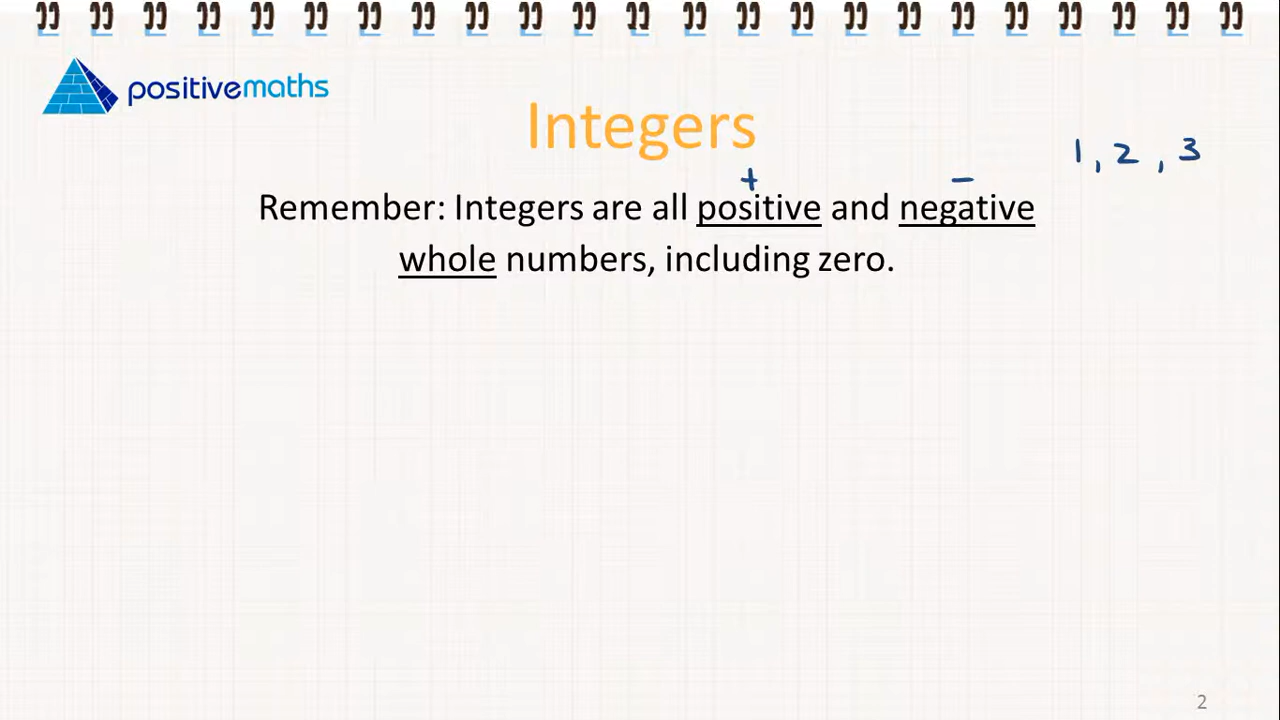 positivemaths
Integers
1, 2, 3
+ −
Remember: Integers are all positive and negative
whole numbers, including zero.
2